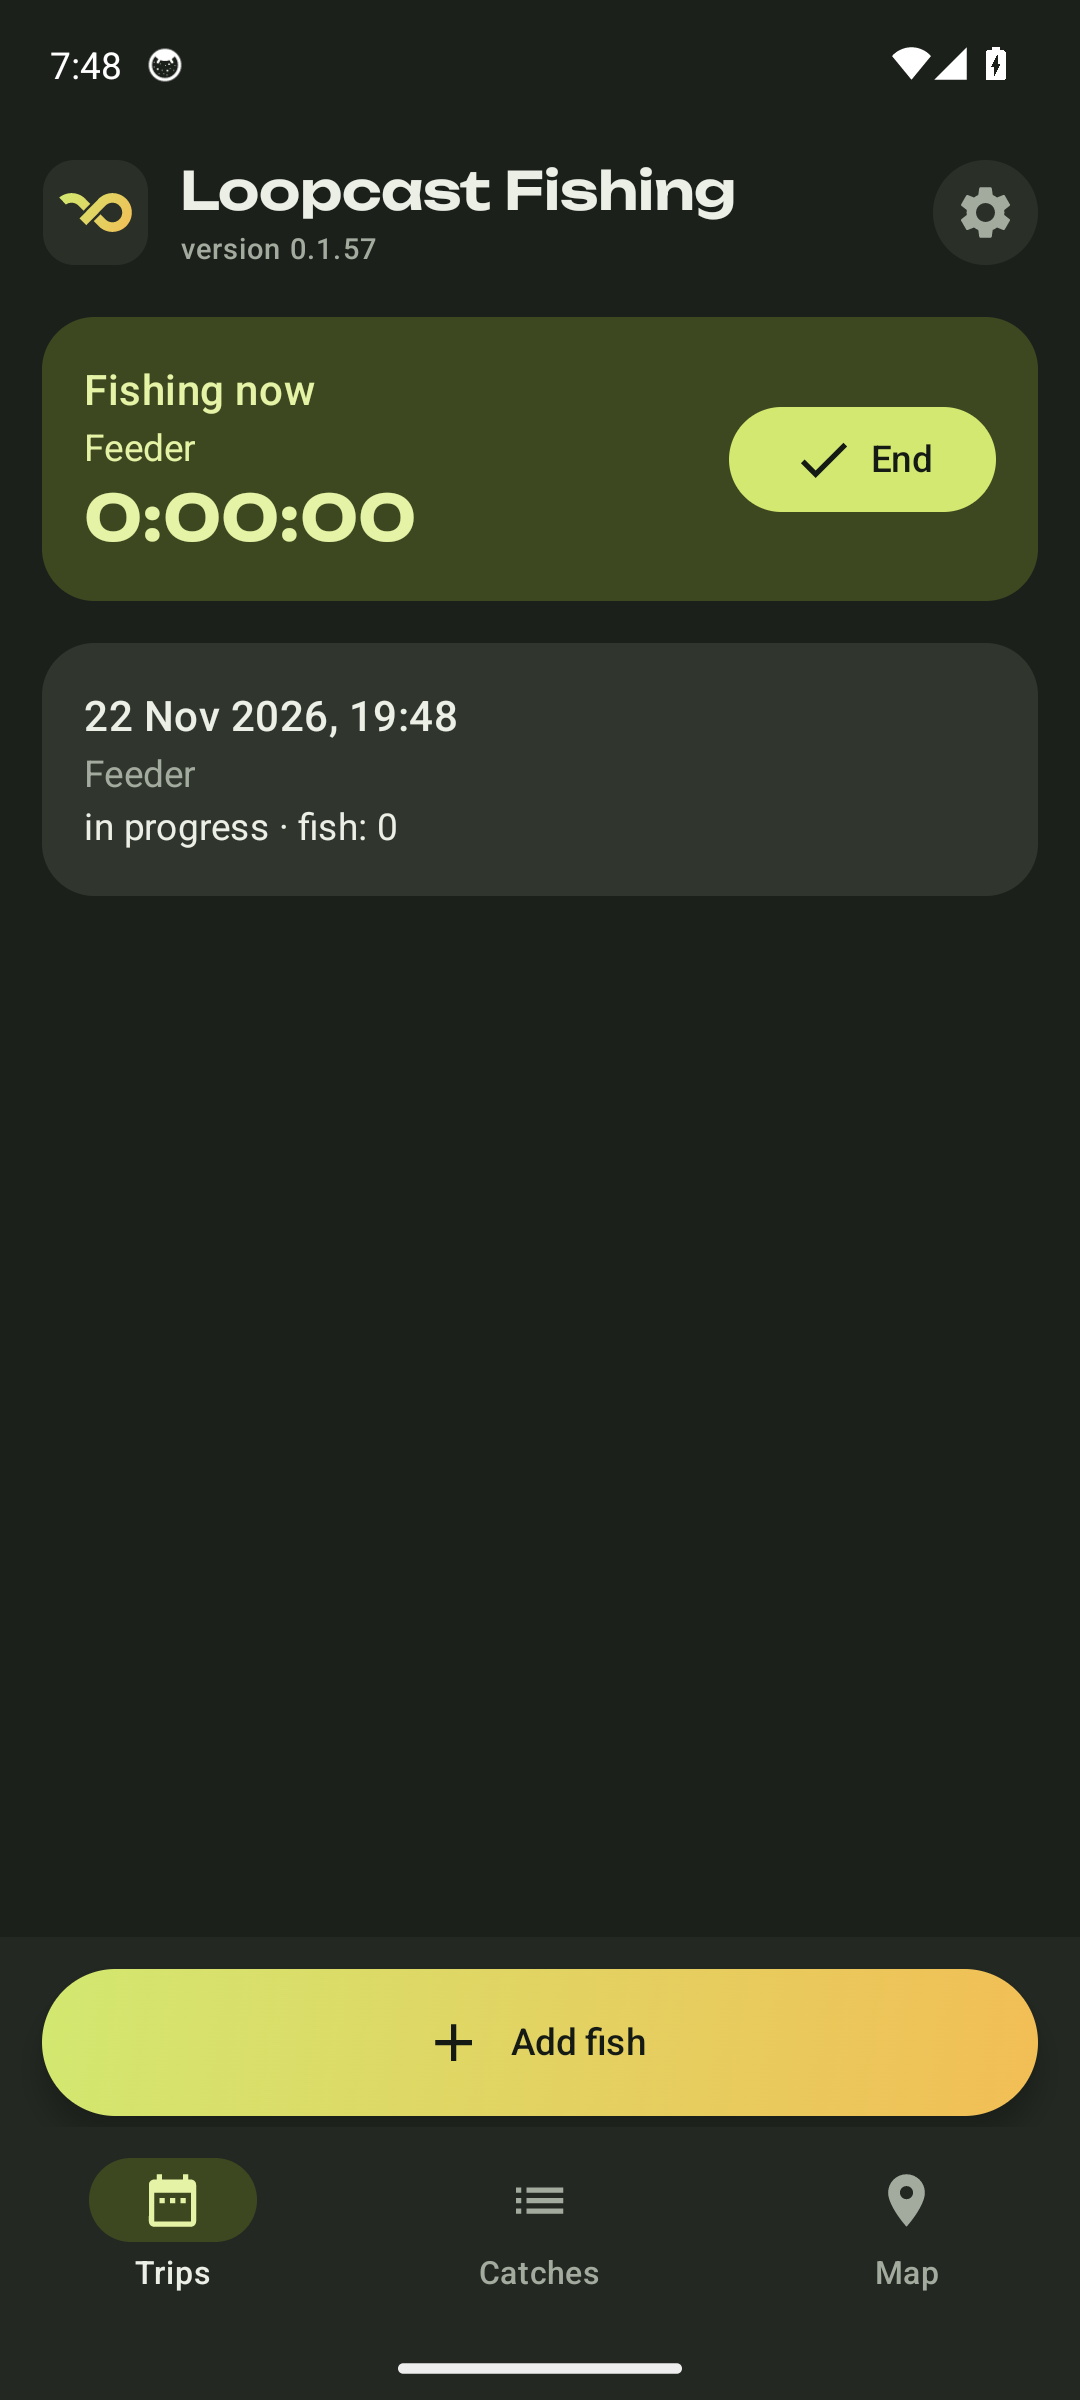 7:48
Loopcast Fishing
version 0.1.57
Fishing now
Feeder
0:00:00
End
22 Nov 2026, 19:48
Feeder
in progress · fish: 0
Add fish
Trips
Catches
Map